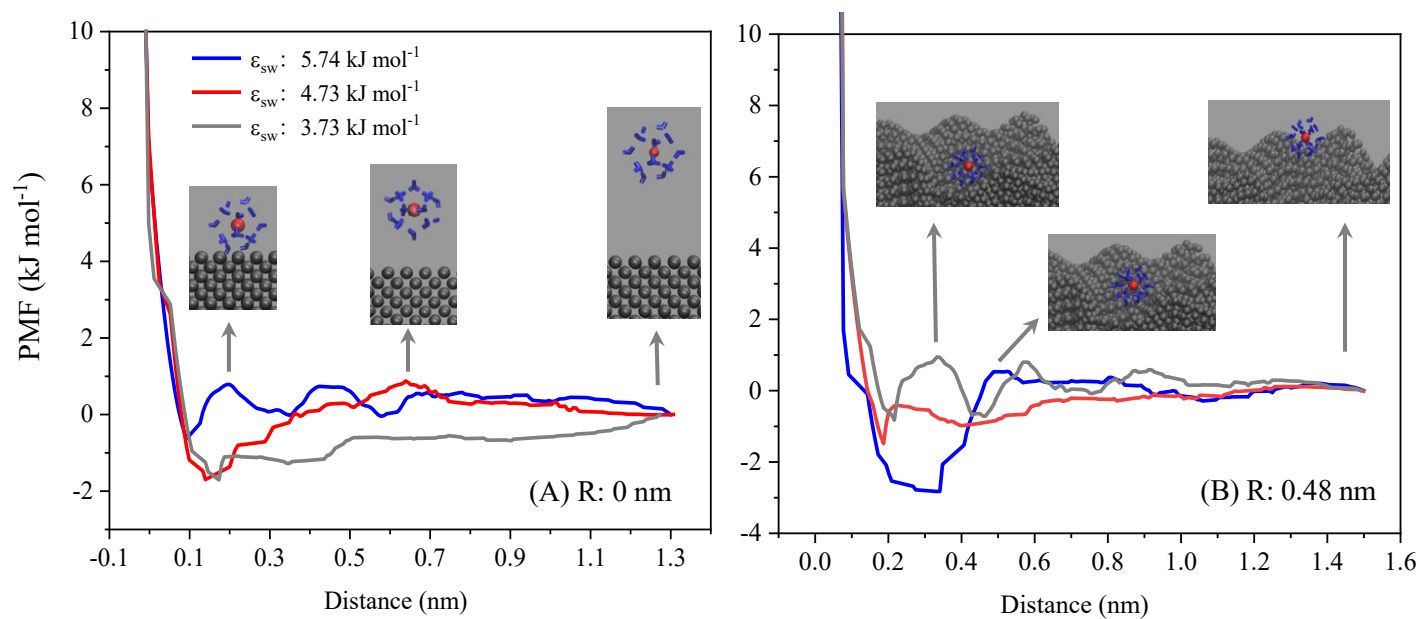 10
8
6
4
2
0
-2
PMF (kJ mol⁻¹)
ε_sw: 5.74 kJ mol⁻¹
ε_sw: 4.73 kJ mol⁻¹
ε_sw: 3.73 kJ mol⁻¹
(A) R: 0 nm
-0.1 0.1 0.3 0.5 0.7 0.9 1.1 1.3
Distance (nm)
10
8
6
4
2
0
-2
-4
(B) R: 0.48 nm
0.0 0.2 0.4 0.6 0.8 1.0 1.2 1.4 1.6
Distance (nm)